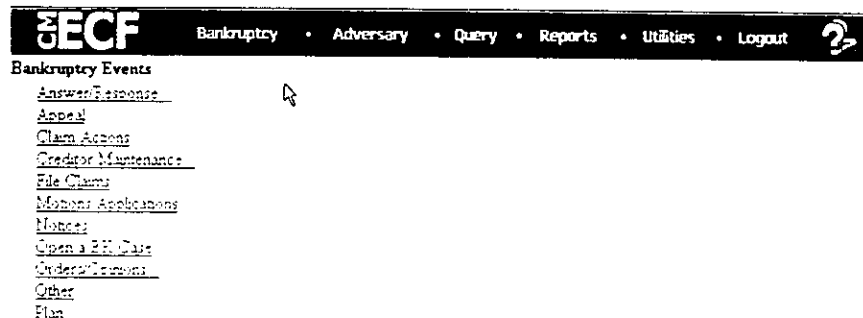 CM ECF Bankruptcy • Adversary • Query • Reports • Utilities • Logout ?
Bankruptcy Events
Answer/Response
Appeal
Claim Actions
Creditor Maintenance
File Claims
Motions Applications
Notices
Open a BK Case
Orders/Opinions
Other
Plan